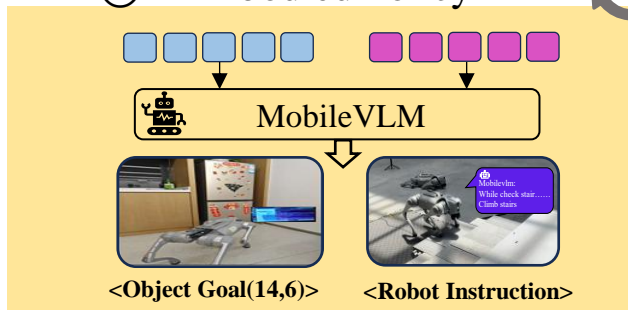 MobileVLM
Mobilevlm:
While check stair......
Climb stairs
<Object Goal(14,6)>
<Robot Instruction>